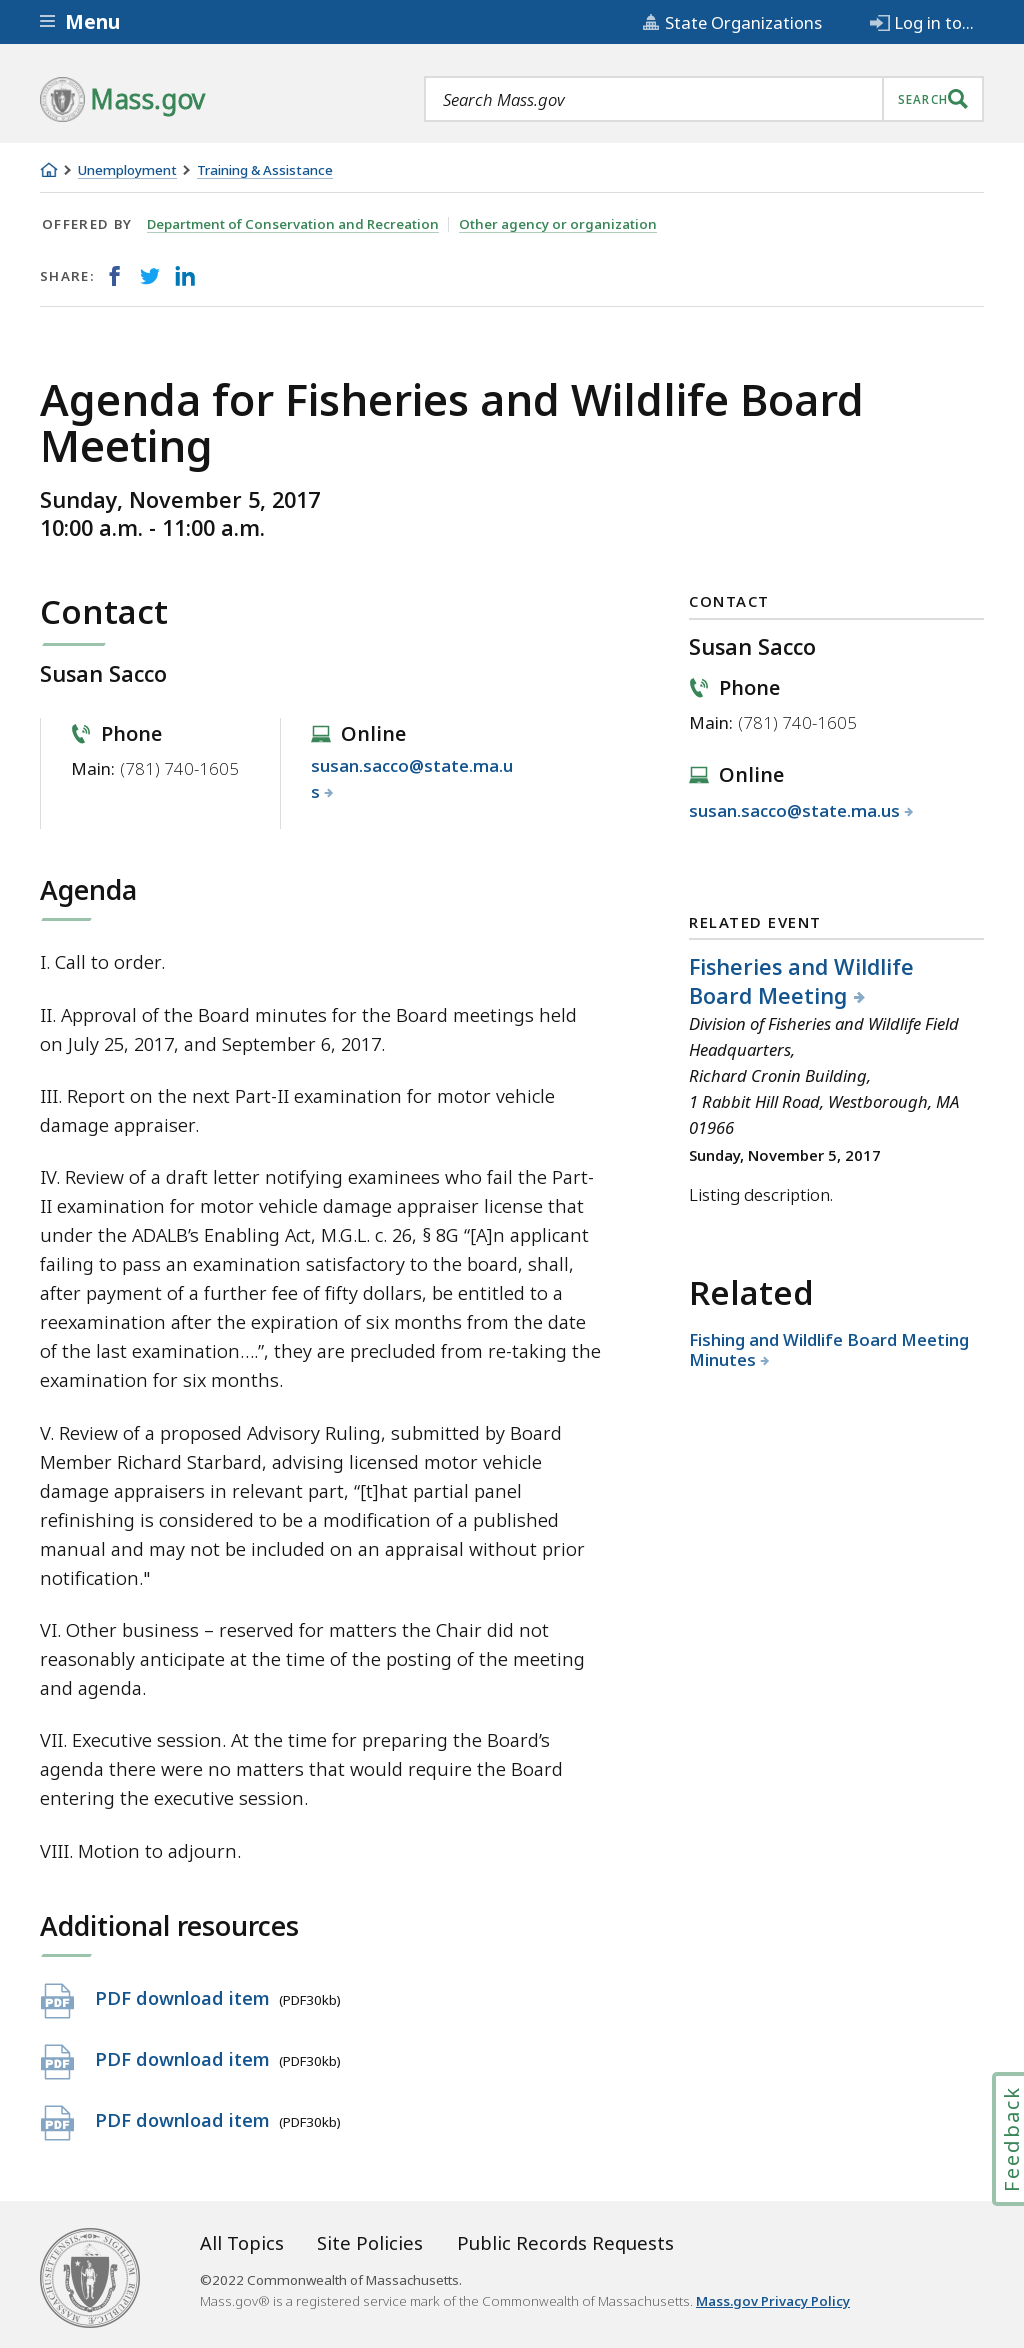 Menu
State Organizations
Log in to...
Mass.gov
Search Mass.gov
SEARCH
Unemployment
Training & Assistance
OFFERED BY
Department of Conservation and Recreation
Other agency or organization
SHARE:
Agenda for Fisheries and Wildlife Board
Meeting
Sunday, November 5, 2017
10:00 a.m. - 11:00 a.m.
Contact
Susan Sacco
Phone
Main: (781) 740-1605
Online
susan.sacco@state.ma.u
s
Agenda
I. Call to order.
II. Approval of the Board minutes for the Board meetings held
on July 25, 2017, and September 6, 2017.
III. Report on the next Part-II examination for motor vehicle
damage appraiser.
IV. Review of a draft letter notifying examinees who fail the Part-
II examination for motor vehicle damage appraiser license that
under the ADALB’s Enabling Act, M.G.L. c. 26, § 8G “[A]n applicant
failing to pass an examination satisfactory to the board, shall,
after payment of a further fee of fifty dollars, be entitled to a
reexamination after the expiration of six months from the date
of the last examination….”, they are precluded from re-taking the
examination for six months.
V. Review of a proposed Advisory Ruling, submitted by Board
Member Richard Starbard, advising licensed motor vehicle
damage appraisers in relevant part, “[t]hat partial panel
refinishing is considered to be a modification of a published
manual and may not be included on an appraisal without prior
notification."
VI. Other business – reserved for matters the Chair did not
reasonably anticipate at the time of the posting of the meeting
and agenda.
VII. Executive session. At the time for preparing the Board’s
agenda there were no matters that would require the Board
entering the executive session.
VIII. Motion to adjourn.
Additional resources
PDF
PDF download item (PDF30kb)
PDF
PDF download item (PDF30kb)
PDF
PDF download item (PDF30kb)
CONTACT
Susan Sacco
Phone
Main: (781) 740-1605
Online
susan.sacco@state.ma.us
RELATED EVENT
Fisheries and Wildlife
Board Meeting
Division of Fisheries and Wildlife Field
Headquarters,
Richard Cronin Building,
1 Rabbit Hill Road, Westborough, MA
01966
Sunday, November 5, 2017
Listing description.
Related
Fishing and Wildlife Board Meeting
Minutes
Feedback
All Topics
Site Policies
Public Records Requests
©2022 Commonwealth of Massachusetts.
Mass.gov® is a registered service mark of the Commonwealth of Massachusetts. Mass.gov Privacy Policy